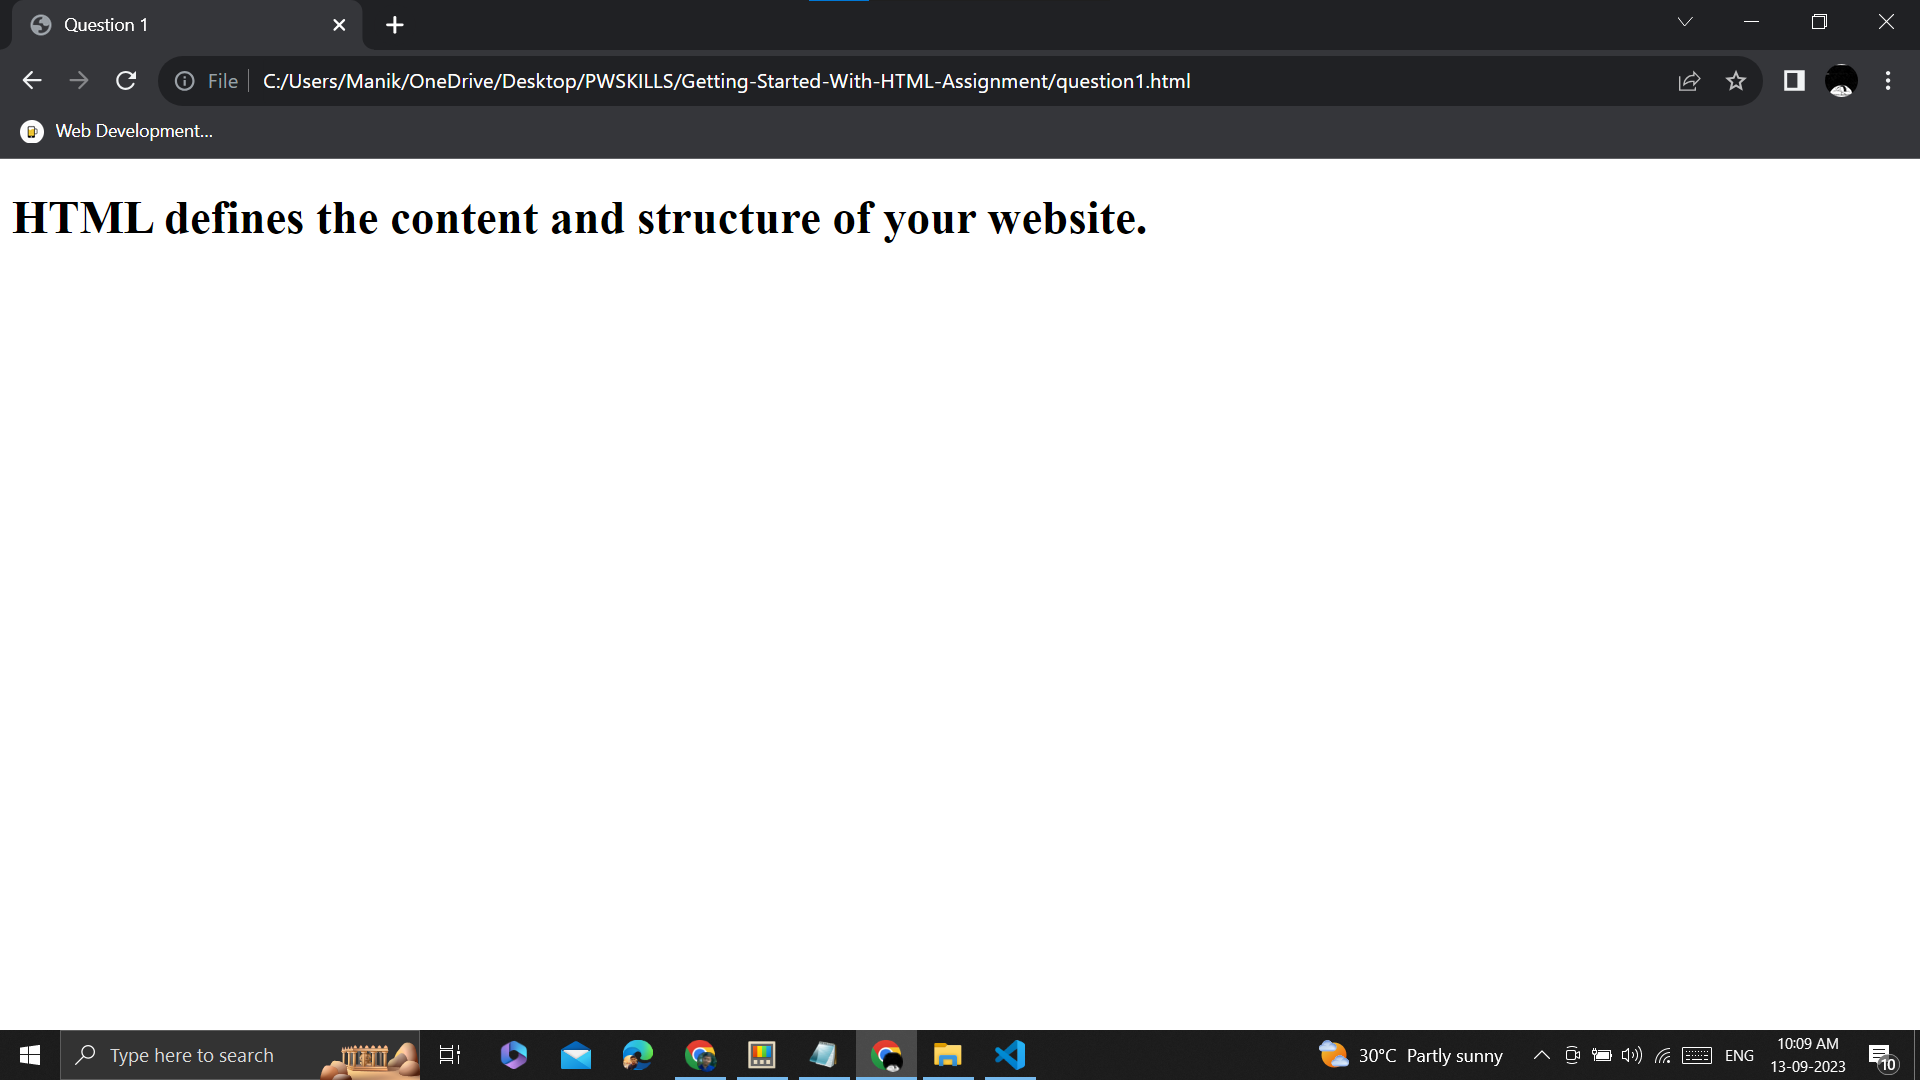 Question 1
File
C:/Users/Manik/OneDrive/Desktop/PWSKILLS/Getting-Started-With-HTML-Assignment/question1.html
Web Development...
HTML defines the content and structure of your website.
Type here to search
30°C Partly sunny
ENG
10:09 AM
13-09-2023
10